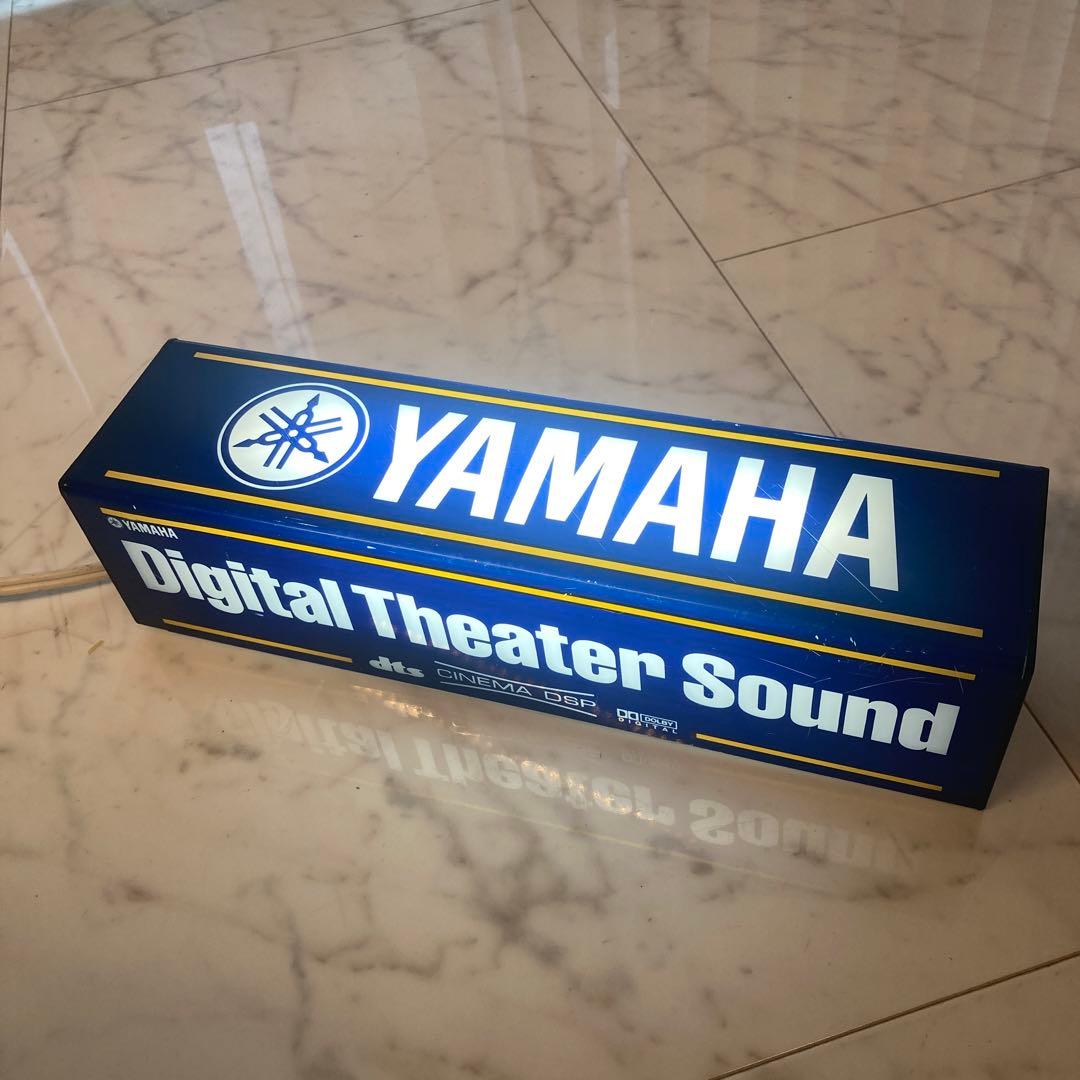 YAMAHA
YAMAHA
Digital Theater Sound
dts
CINEMA DSP
DOLBY
DIGITAL